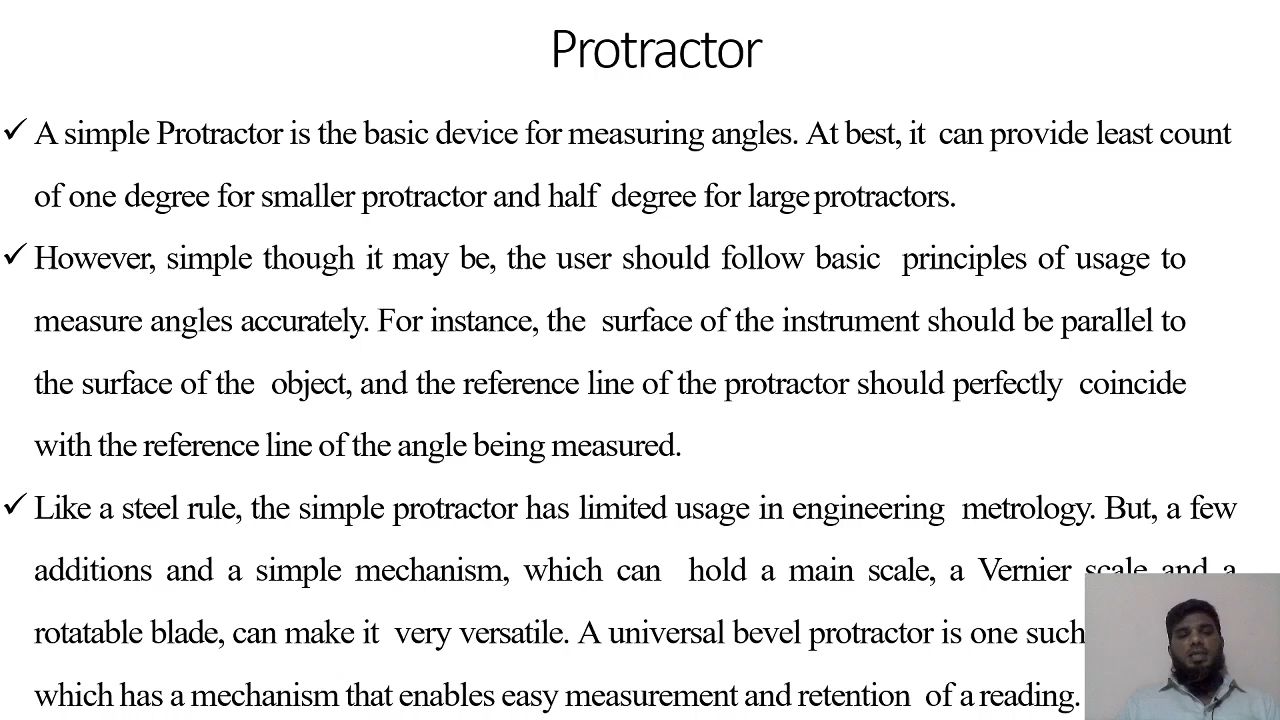 Protractor
✓ A simple Protractor is the basic device for measuring angles. At best, it can provide least count
of one degree for smaller protractor and half degree for large protractors.
✓ However, simple though it may be, the user should follow basic principles of usage to
measure angles accurately. For instance, the surface of the instrument should be parallel to
the surface of the object, and the reference line of the protractor should perfectly coincide
with the reference line of the angle being measured.
✓ Like a steel rule, the simple protractor has limited usage in engineering metrology. But, a few
additions and a simple mechanism, which can hold a main scale, a Vernier scale and a
rotatable blade, can make it very versatile. A universal bevel protractor is one such
which has a mechanism that enables easy measurement and retention of a reading.